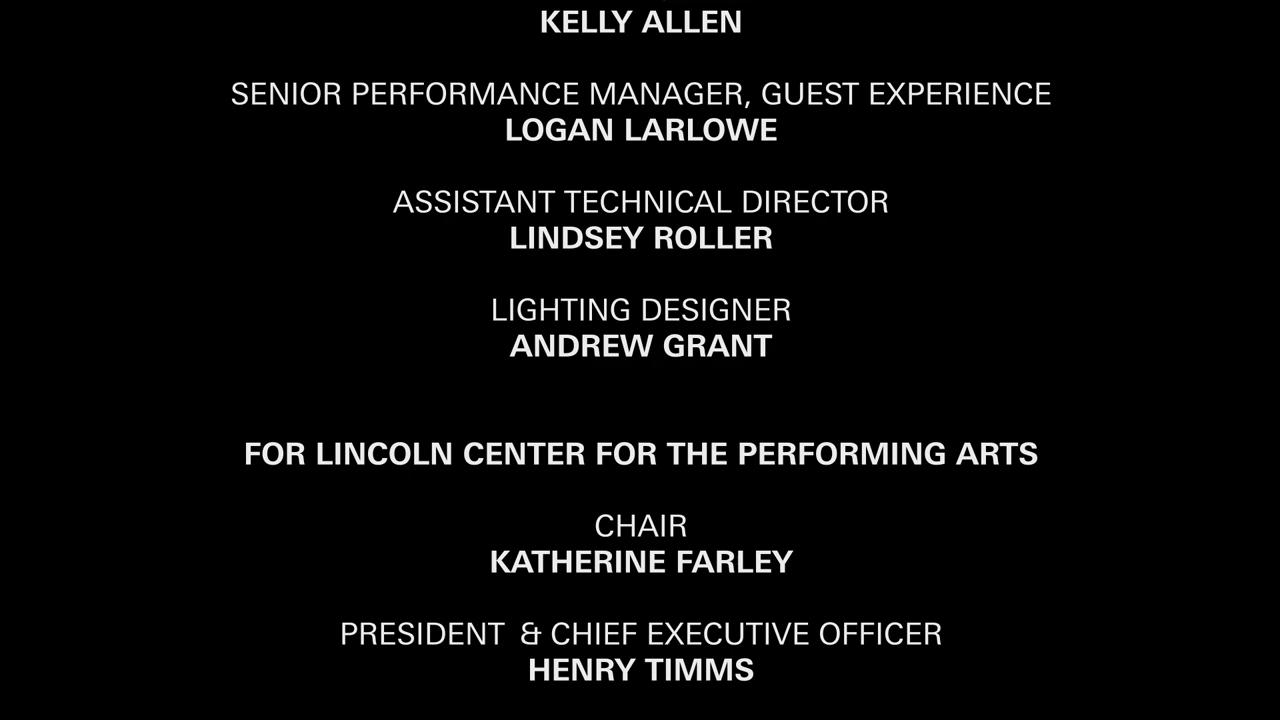 KELLY ALLEN
SENIOR PERFORMANCE MANAGER, GUEST EXPERIENCE
LOGAN LARLOWE
ASSISTANT TECHNICAL DIRECTOR
LINDSEY ROLLER
LIGHTING DESIGNER
ANDREW GRANT
FOR LINCOLN CENTER FOR THE PERFORMING ARTS
CHAIR
KATHERINE FARLEY
PRESIDENT & CHIEF EXECUTIVE OFFICER
HENRY TIMMS